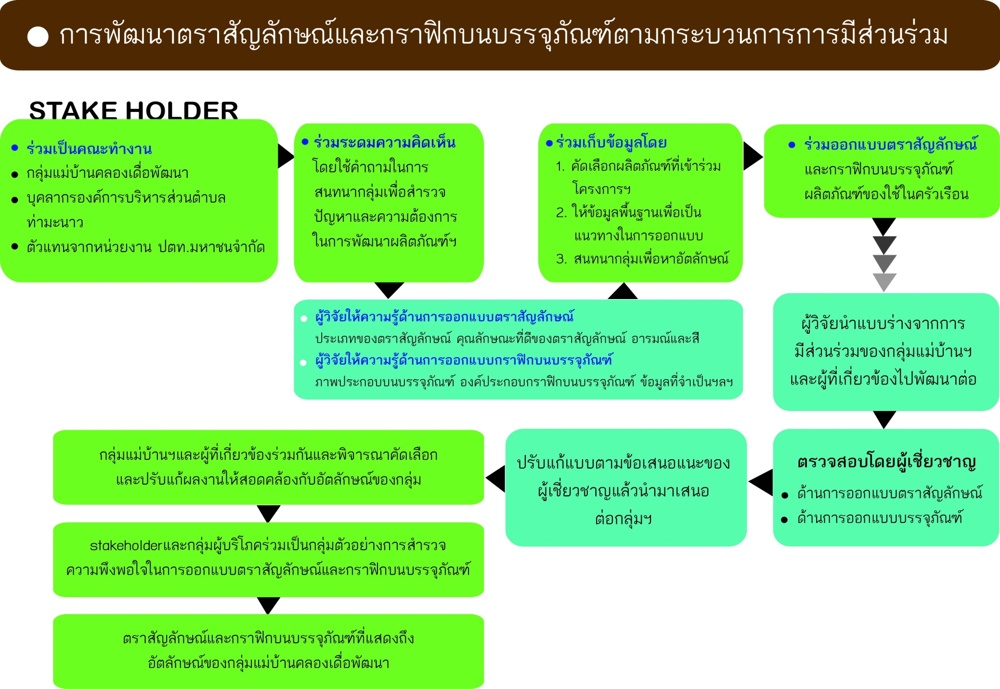 ● การพัฒนาตราสัญลักษณ์และกราฟิกบนบรรจุภัณฑ์ตามกระบวนการการมีส่วนร่วม
STAKE HOLDER
● ร่วมเป็นคณะทำงาน
● กลุ่มแม่บ้านคลองเดื่อพัฒนา
● บุคลากรองค์การบริหารส่วนตำบล
ท่ามะนาว
● ตัวแทนจากหน่วยงาน ปตท.มหาชนจำกัด
● ร่วมระดมความคิดเห็น
โดยใช้คำถามในการ
สนทนากลุ่มเพื่อสำรวจ
ปัญหาและความต้องการ
ในการพัฒนาผลิตภัณฑ์ฯ
● ผู้วิจัยให้ความรู้ด้านการออกแบบตราสัญลักษณ์
ประเภทของตราสัญลักษณ์ คุณลักษณะที่ดีของตราสัญลักษณ์ อารมณ์และสี
● ผู้วิจัยให้ความรู้ด้านการออกแบบกราฟิกบนบรรจุภัณฑ์
ภาพประกอบบนบรรจุภัณฑ์ องค์ประกอบกราฟิกบนบรรจุภัณฑ์ ข้อมูลที่จำเป็นฯลฯ
● ร่วมเก็บข้อมูลโดย
1. คัดเลือกผลิตภัณฑ์ที่เข้าร่วม
โครงการฯ
2. ให้ข้อมูลพื้นฐานเพื่อเป็น
แนวทางในการออกแบบ
3. สนทนากลุ่มเพื่อหาอัตลักษณ์
● ร่วมออกแบบตราสัญลักษณ์
และกราฟิกบนบรรจุภัณฑ์
ผลิตภัณฑ์ของใช้ในครัวเรือน
ผู้วิจัยนำแบบร่างจากการ
มีส่วนร่วมของกลุ่มแม่บ้านฯ
และผู้ที่เกี่ยวข้องไปพัฒนาต่อ
ตรวจสอบโดยผู้เชี่ยวชาญ
● ด้านการออกแบบตราสัญลักษณ์
● ด้านการออกแบบบรรจุภัณฑ์
ปรับแก้แบบตามข้อเสนอแนะของ
ผู้เชี่ยวชาญแล้วนำมาเสนอ
ต่อกลุ่มฯ
กลุ่มแม่บ้านฯและผู้ที่เกี่ยวข้องร่วมกันและพิจารณาคัดเลือก
และปรับแก้ผลงานให้สอดคล้องกับอัตลักษณ์ของกลุ่ม
stakeholderและกลุ่มผู้บริโภคร่วมเป็นกลุ่มตัวอย่างการสำรวจ
ความพึงพอใจในการออกแบบตราสัญลักษณ์และกราฟิกบนบรรจุภัณฑ์
ตราสัญลักษณ์และกราฟิกบนบรรจุภัณฑ์ที่แสดงถึง
อัตลักษณ์ของกลุ่มแม่บ้านคลองเดื่อพัฒนา